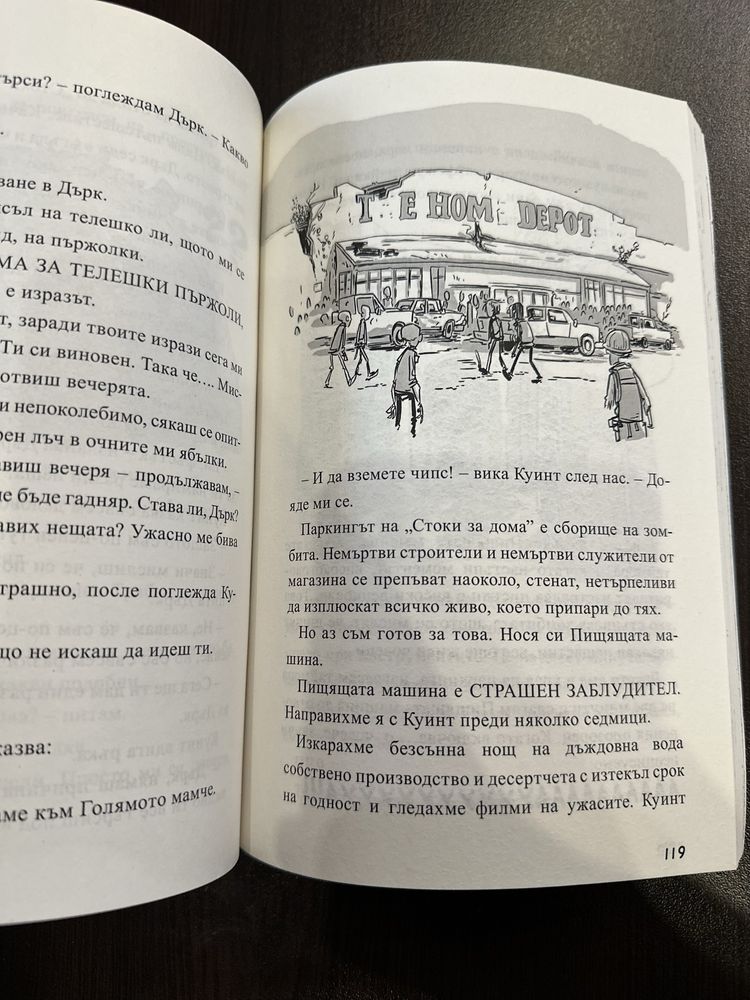 търси? – поглеждам Дърк. – Какво
ване в Дърк.
съл на телешко ли, щото ми се
д, на пържолки.
МА ЗА ТЕЛЕШКИ ПЪРЖОЛИ,
е изразът.
т, заради твоите изрази сега ми
Ти си виновен. Така че…. Мис-
отвиш вечерята.
и непоколебимо, сякаш се опит-
рен лъч в очните ми ябълки.
авиш вечеря – продължавам, –
не бъде гадняр. Става ли, Дърк?
авих нещата? Ужасно ме бива
трашно, после поглежда Ку-
що не искаш да идеш ти.
казва:
аме към Голямото мамче.
T E HOM DEPOT
– И да вземете чипс! – вика Куинт след нас. – До-
яде ми се.
Паркингът на „Стоки за дома” е сборище на зом-
бита. Немъртви строители и немъртви служители от
магазина се препъват наоколо, стенат, нетърпеливи
да изплюскат всичко живо, което припари до тях.
Но аз съм готов за това. Нося си Пищящата ма-
шина.
Пищящата машина е СТРАШЕН ЗАБЛУДИТЕЛ.
Направихме я с Куинт преди няколко седмици.
Изкарахме безсънна нощ на дъждовна вода
собствено производство и десертчета с изтекъл срок
на годност и гледахме филми на ужасите. Куинт
119